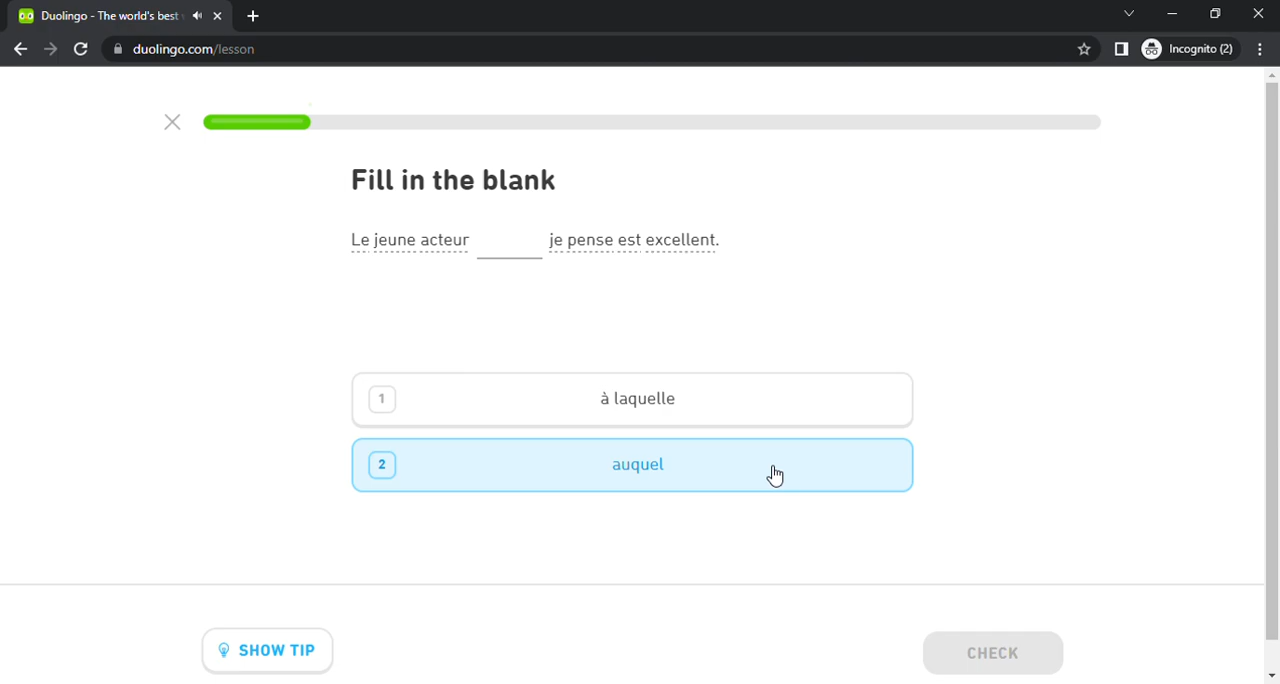 Duolingo - The world's best
duolingo.com/lesson
Incognito (2)
Fill in the blank
Le jeune acteur ______ je pense est excellent.
1 à laquelle
2 auquel
SHOW TIP
CHECK